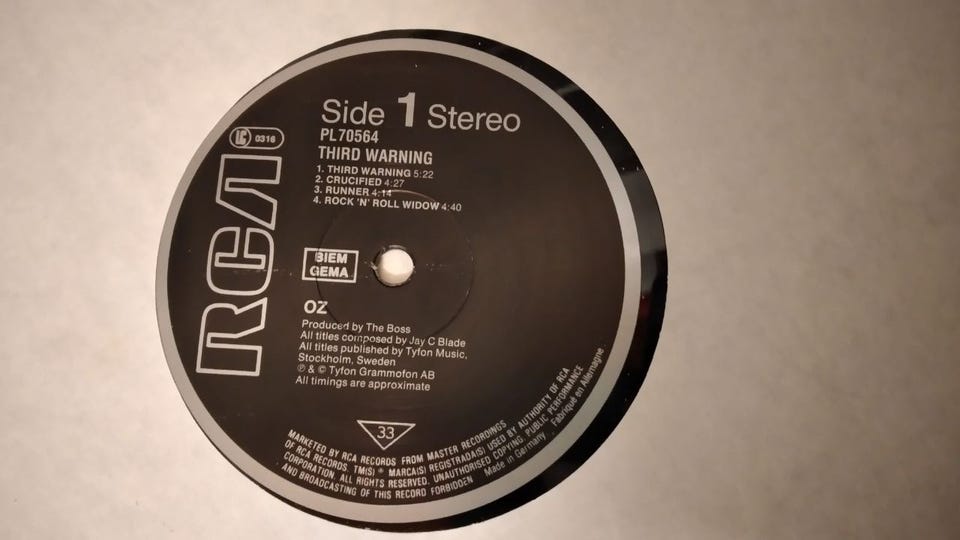 Side 1 Stereo
PL70564
THIRD WARNING
1. THIRD WARNING 5:22
2. CRUCIFIED 4:27
3. RUNNER 4:14
4. ROCK 'N' ROLL WIDOW 4:40
LC 0316
RCA
BIEM
GEMA
OZ
Produced by The Boss
All titles composed by Jay C Blade
All titles published by Tyfon Music,
Stockholm, Sweden
℗ & © Tyfon Grammofon AB
All timings are approximate
33
MARKETED BY RCA RECORDS FROM MASTER RECORDINGS
OF RCA RECORDS. TM(S) ® MARCA(S) REGISTRADA(S) USED BY AUTHORITY OF RCA
CORPORATION. ALL RIGHTS RESERVED. UNAUTHORISED COPYING. PUBLIC PERFORMANCE
AND BROADCASTING OF THIS RECORD FORBIDDEN Made in Germany Fabriqué en Allemagne